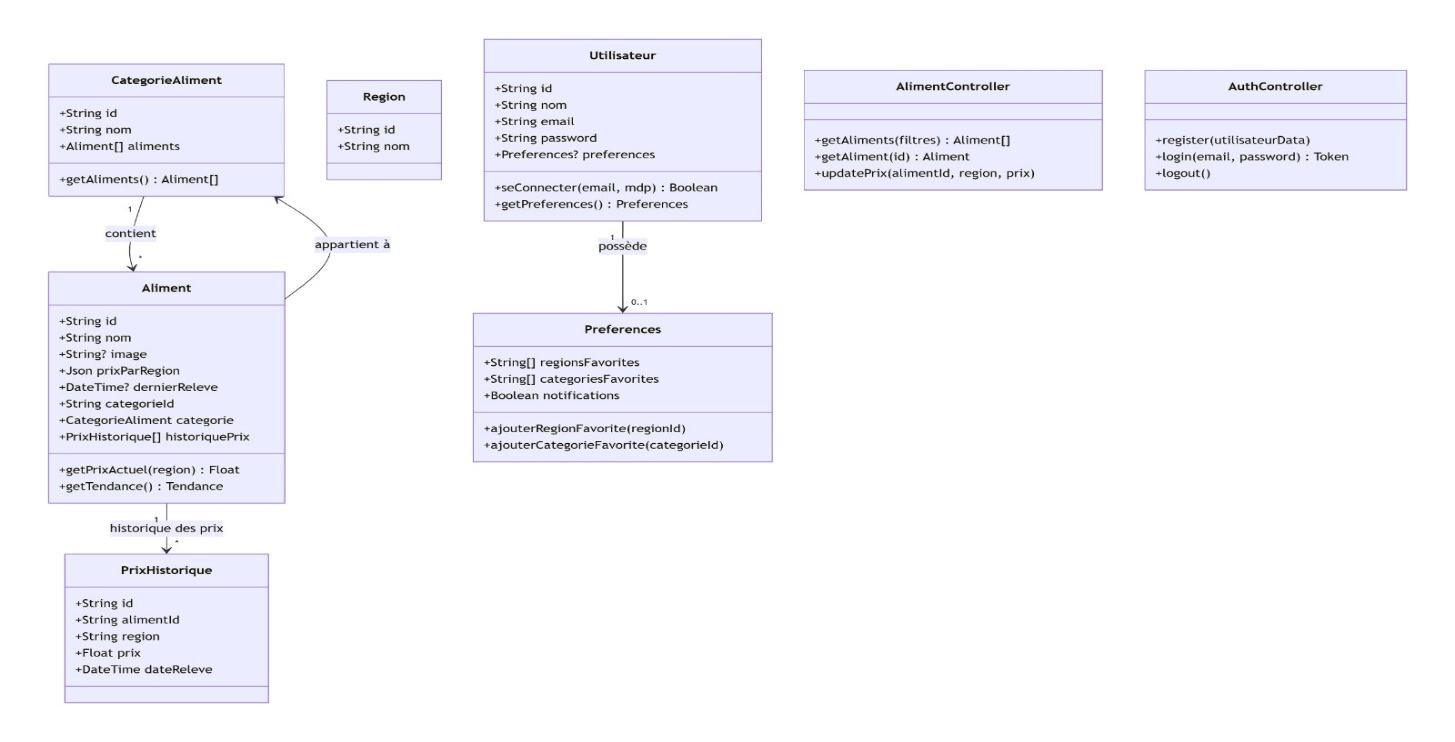 CategorieAliment
+String id
+String nom
+Aliment[] aliments
+getAliments() : Aliment[]
Region
+String id
+String nom
Utilisateur
+String id
+String nom
+String email
+String password
+Preferences? preferences
+seConnecter(email, mdp) : Boolean
+getPreferences() : Preferences
AlimentController
+getAliments(filtres) : Aliment[]
+getAliment(id) : Aliment
+updatePrix(alimentId, region, prix)
AuthController
+register(utilisateurData)
+login(email, password) : Token
+logout()
1
contient
*
appartient à
1
possède
0..1
Aliment
+String id
+String nom
+String? image
+Json prixParRegion
+DateTime? dernierReleve
+String categorieId
+CategorieAliment categorie
+PrixHistorique[] historiquePrix
+getPrixActuel(region) : Float
+getTendance() : Tendance
Preferences
+String[] regionsFavorites
+String[] categoriesFavorites
+Boolean notifications
+ajouterRegionFavorite(regionId)
+ajouterCategorieFavorite(categorieId)
1
historique des prix
*
PrixHistorique
+String id
+String alimentId
+String region
+Float prix
+DateTime dateReleve